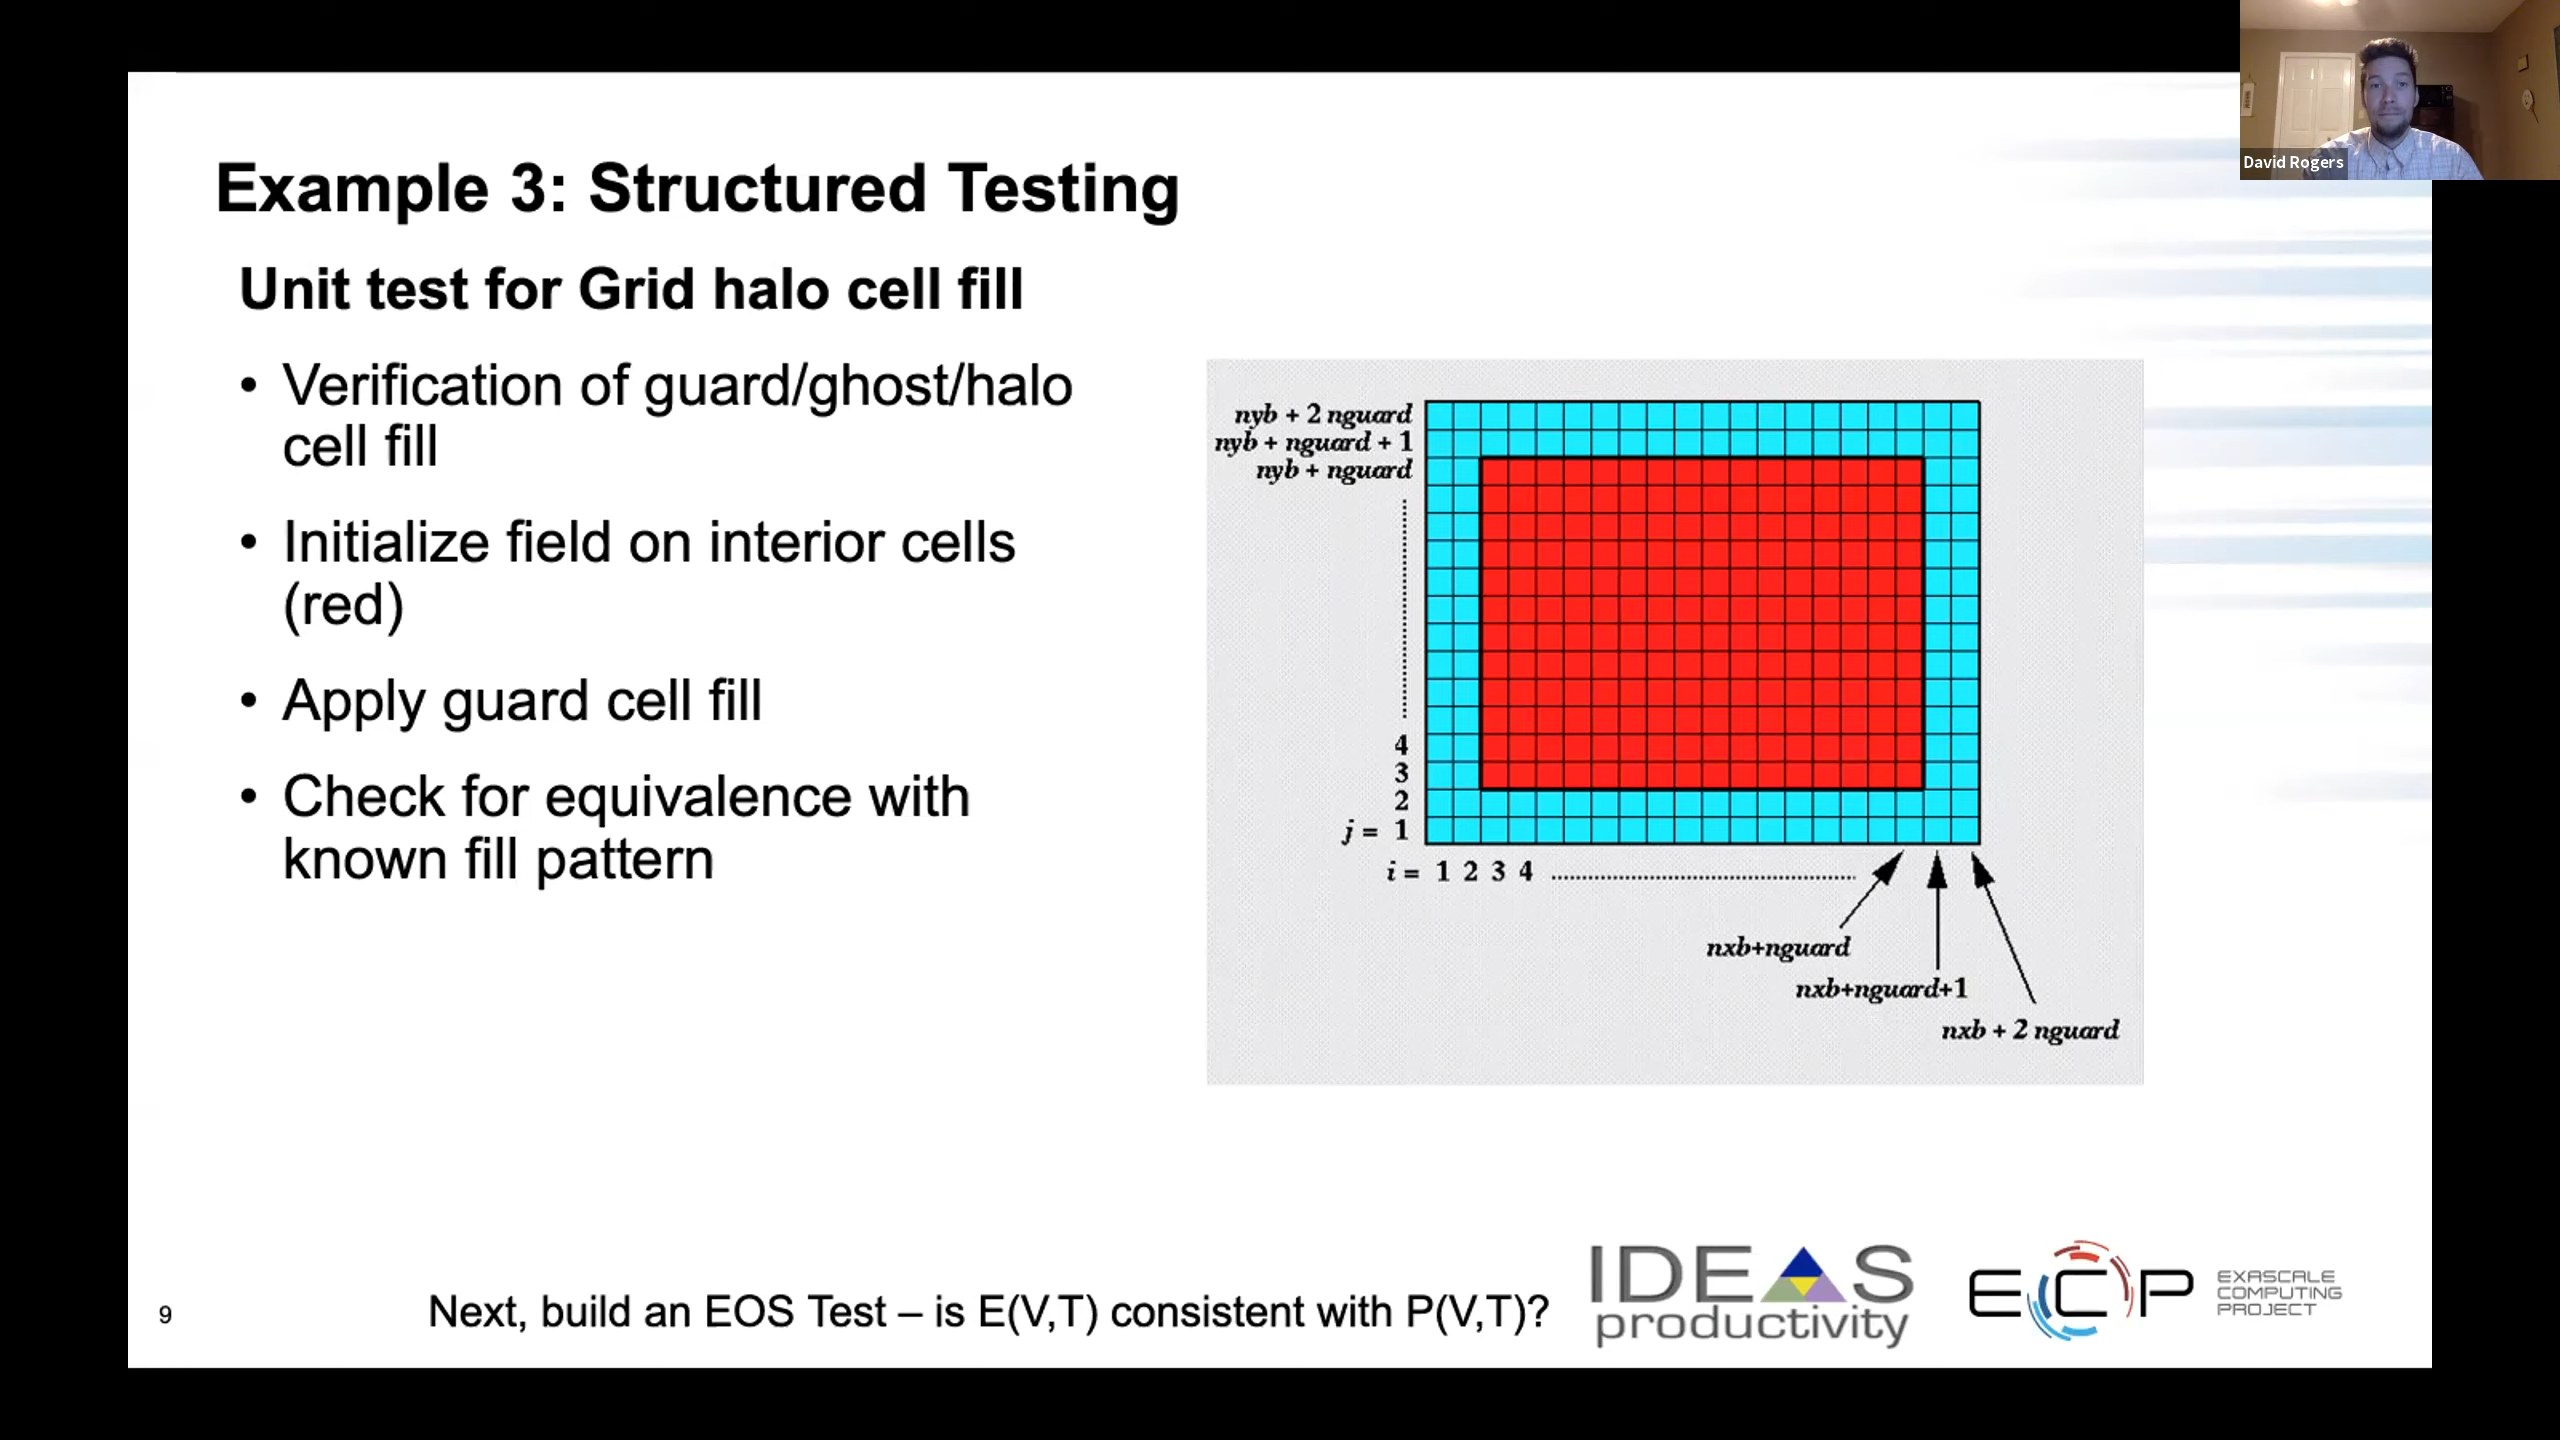 David Rogers
Example 3: Structured Testing
Unit test for Grid halo cell fill
• Verification of guard/ghost/halo
cell fill
• Initialize field on interior cells
(red)
• Apply guard cell fill
• Check for equivalence with
known fill pattern
nyb + 2 nguard
nyb + nguard + 1
nyb + nguard
4
3
2
j = 1
i = 1 2 3 4
nxb+nguard
nxb+nguard+1
nxb + 2 nguard
9
Next, build an EOS Test – is E(V,T) consistent with P(V,T)?
IDEAS
productivity
ECP
EXASCALE
COMPUTING
PROJECT